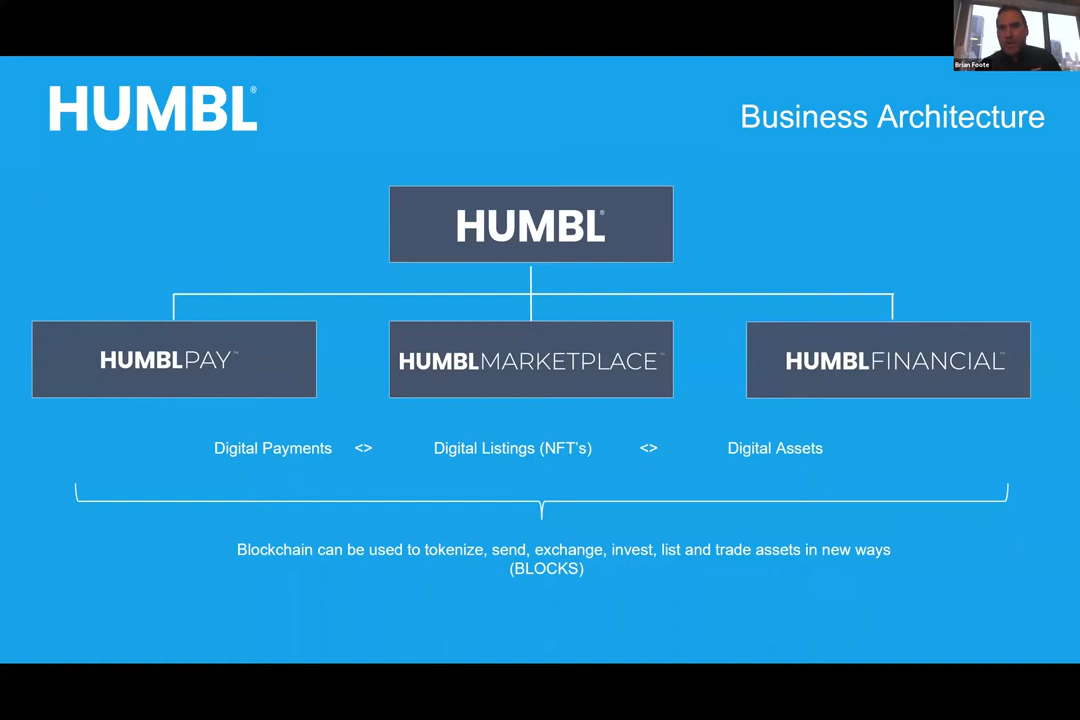 Brian Foote
HUMBL®
Business Architecture
HUMBL®
HUMBLPAY™
HUMBLMARKETPLACE™
HUMBLFINANCIAL™
Digital Payments <> Digital Listings (NFT's) <> Digital Assets
Blockchain can be used to tokenize, send, exchange, invest, list and trade assets in new ways
(BLOCKS)